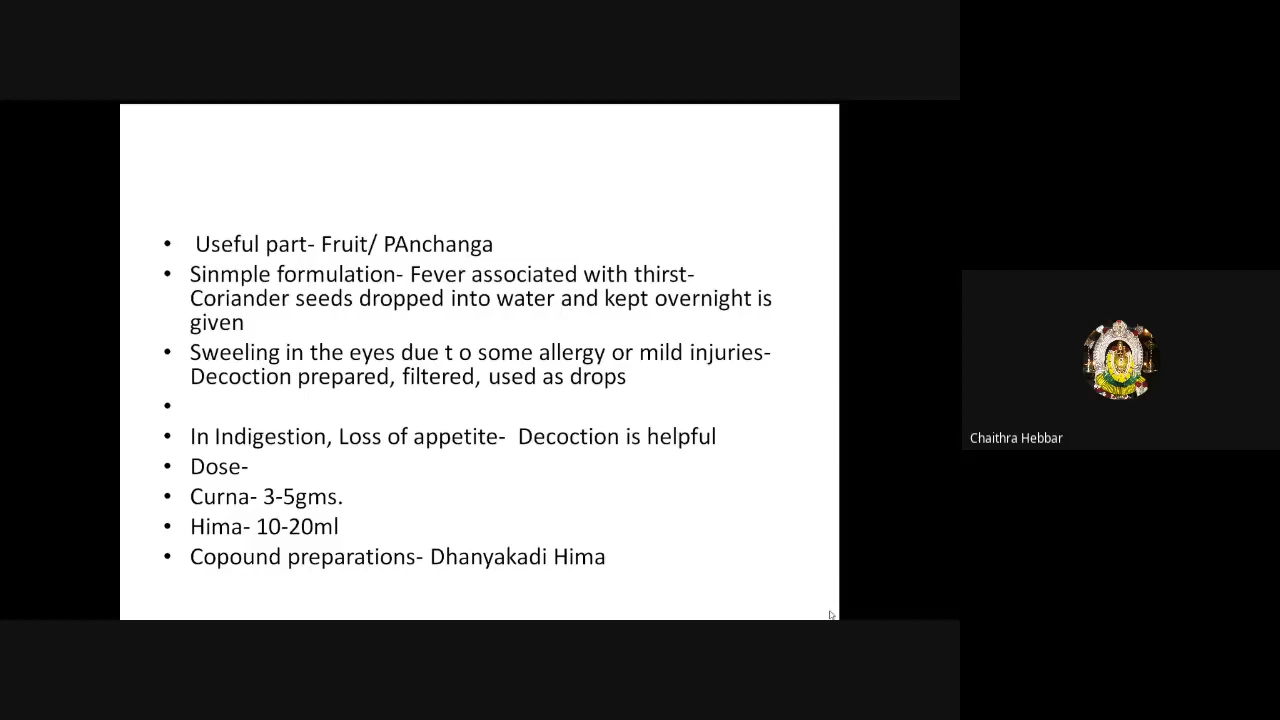 • Useful part- Fruit/ PAnchanga
• Sinmple formulation- Fever associated with thirst-
Coriander seeds dropped into water and kept overnight is
given
• Sweeling in the eyes due t o some allergy or mild injuries-
Decoction prepared, filtered, used as drops
•
• In Indigestion, Loss of appetite- Decoction is helpful
• Dose-
• Curna- 3-5gms.
• Hima- 10-20ml
• Copound preparations- Dhanyakadi Hima
Chaithra Hebbar